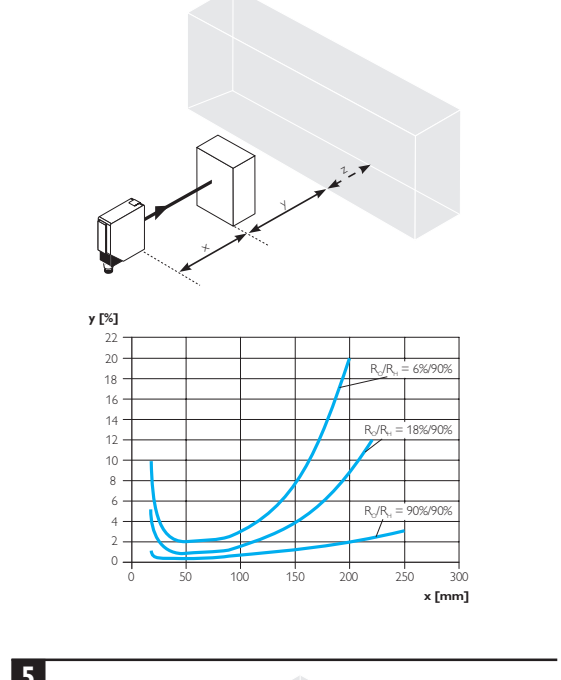 z
y
x
y [%]
22
20
18
16
14
12
10
8
6
4
2
0
R_O/R_H = 6%/90%
R_O/R_H = 18%/90%
R_O/R_H = 90%/90%
0 50 100 150 200 250 300
x [mm]
5